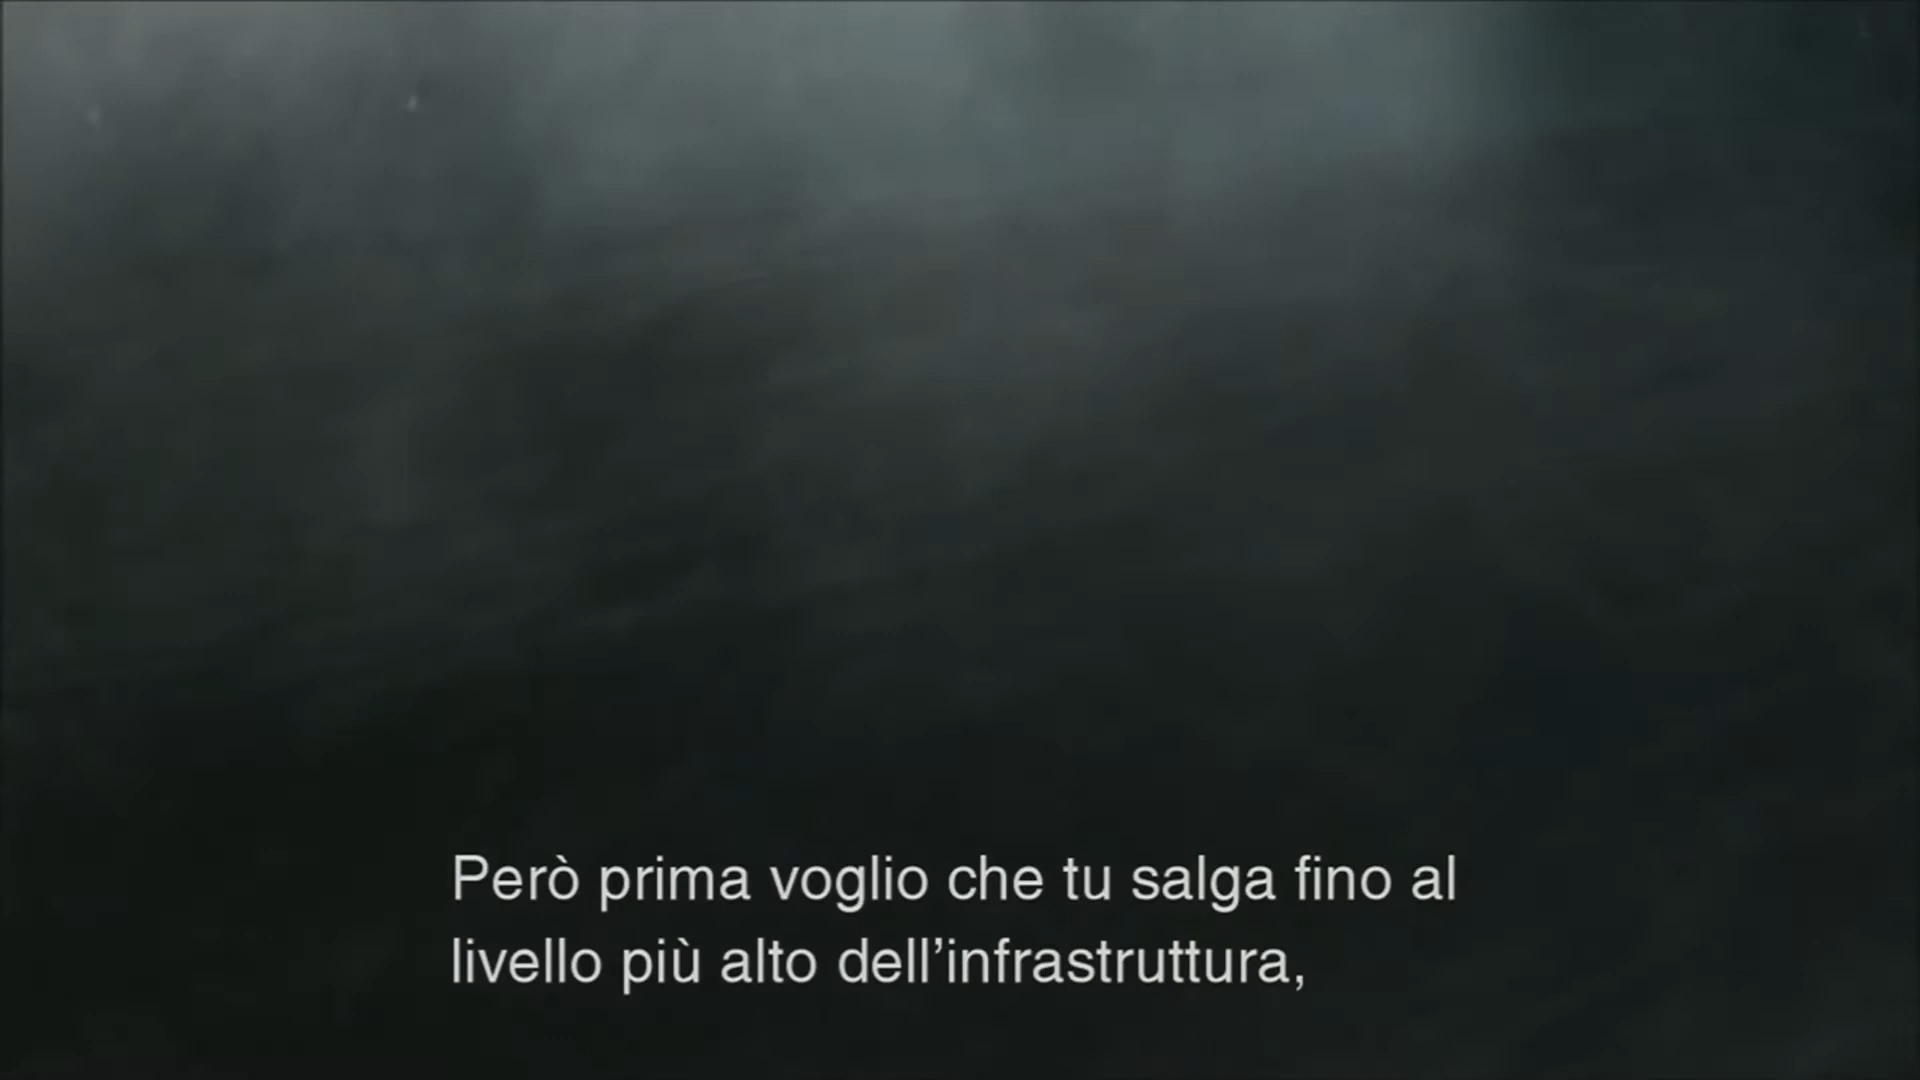 Però prima voglio che tu salga fino al
livello più alto dell’infrastruttura,